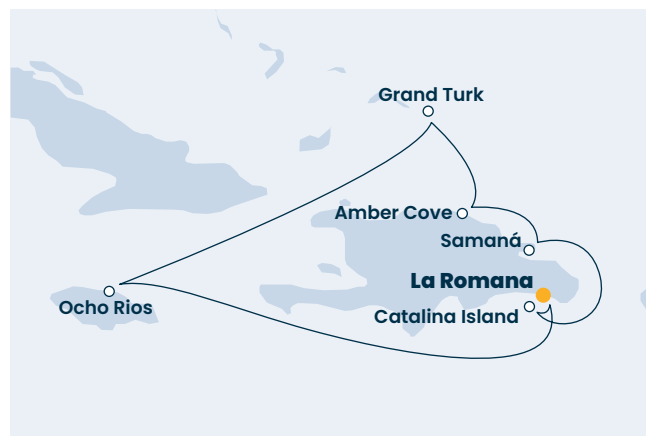 Grand Turk
Amber Cove
Samaná
La Romana
Catalina Island
Ocho Rios